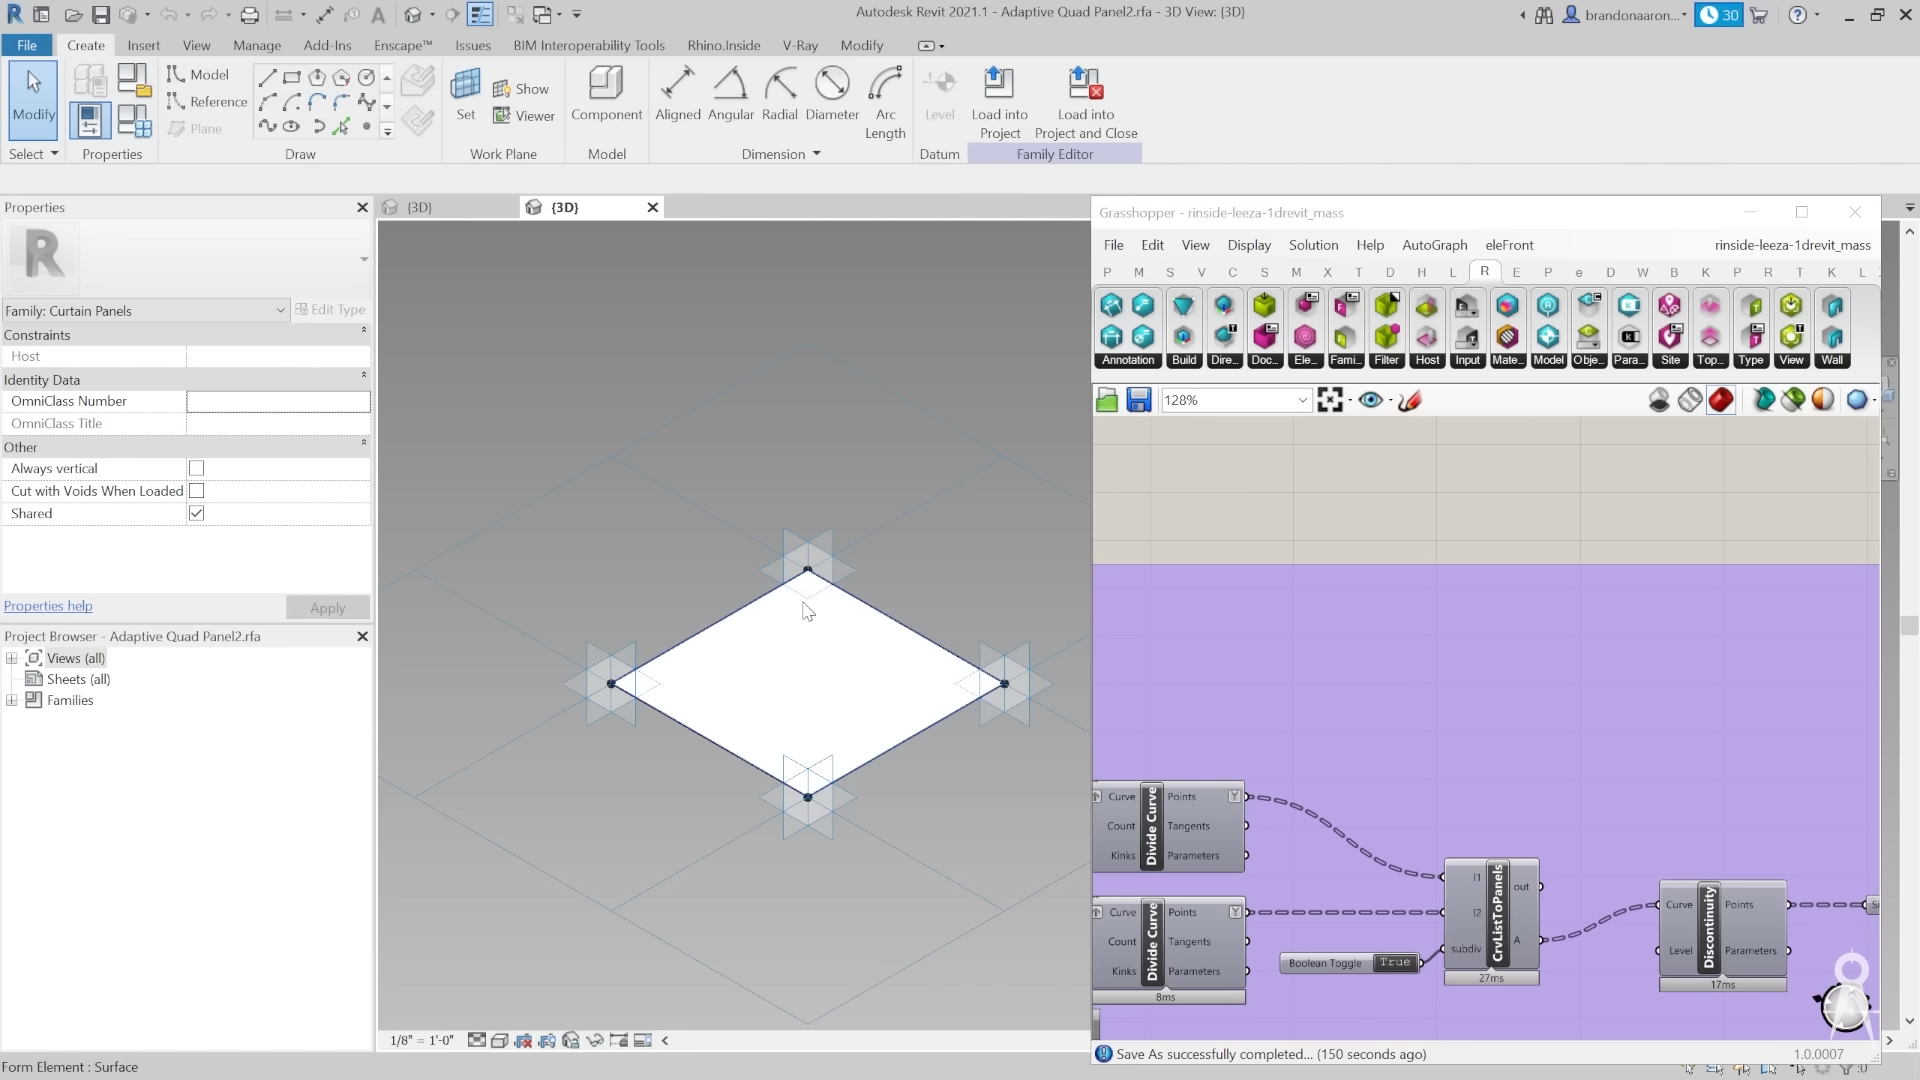 Autodesk Revit 2021.1 - Adaptive Quad Panel2.rfa - 3D View: {3D}
brandonaaron...
30
File Create Insert View Manage Add-Ins Enscape™ Issues BIM Interoperability Tools Rhino.Inside V-Ray Modify
Modify
Model
Reference
Plane
Set
Show
Viewer
Component
Aligned Angular Radial Diameter Arc Length
Level
Load into Project
Load into Project and Close
Select Properties Draw Work Plane Model Dimension Datum Family Editor
Properties
{3D}
{3D}
Family: Curtain Panels
Edit Type
Constraints
Host
Identity Data
OmniClass Number
OmniClass Title
Other
Always vertical
Cut with Voids When Loaded
Shared
Properties help
Apply
Project Browser - Adaptive Quad Panel2.rfa
Views (all)
Sheets (all)
Families
Grasshopper - rinside-leeza-1drevit_mass
File Edit View Display Solution Help AutoGraph eleFront rinside-leeza-1drevit_mass
P M S V C S M X T D H L R E P e D W B K P R T K L
Annotation Build Dire... Doc... Ele... Fami... Filter Host Input Mate... Model Obje... Para... Site Top... Type View Wall
128%
Curve
Count
Kinks
Divide Curve
Points
Tangents
Parameters
Curve
Count
Kinks
Divide Curve
Points
Tangents
Parameters
8ms
Boolean Toggle True
I1
I2
subdiv
CrvListToPanels
out
A
27ms
Curve
Level
Discontinuity
Points
Parameters
17ms
Save As successfully completed... (150 seconds ago)
1.0.0007
1/8" = 1'-0"
Form Element : Surface
:0